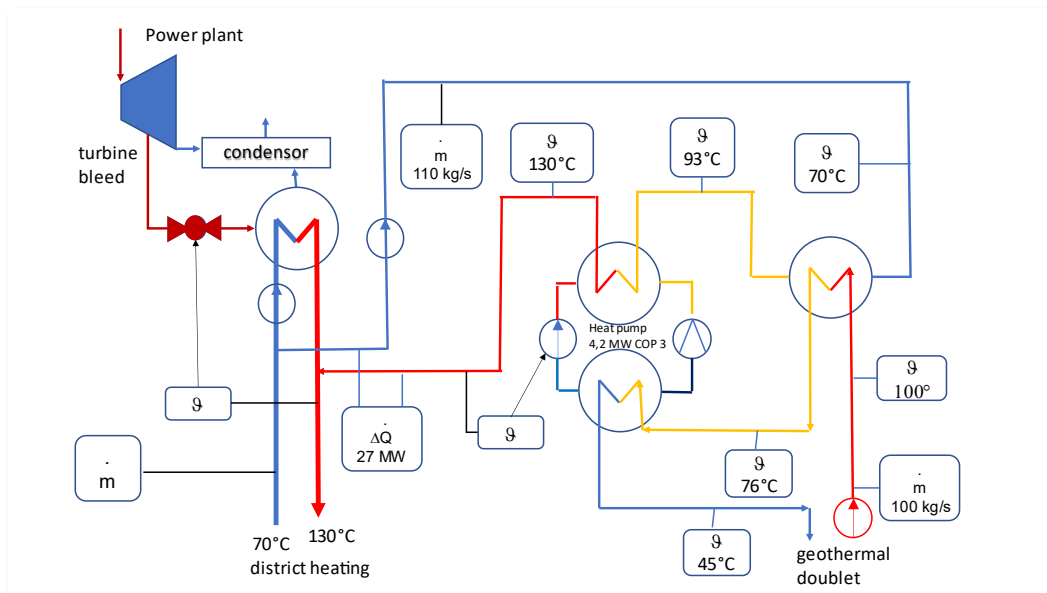 Power plant
turbine
bleed
condensor
·
m
110 kg/s
ϑ
130°C
ϑ
93°C
ϑ
70°C
Heat pump
4,2 MW COP 3
ϑ
100°
ϑ
·
ΔQ
27 MW
ϑ
·
m
ϑ
76°C
·
m
100 kg/s
70°C
130°C
district heating
ϑ
45°C
geothermal
doublet